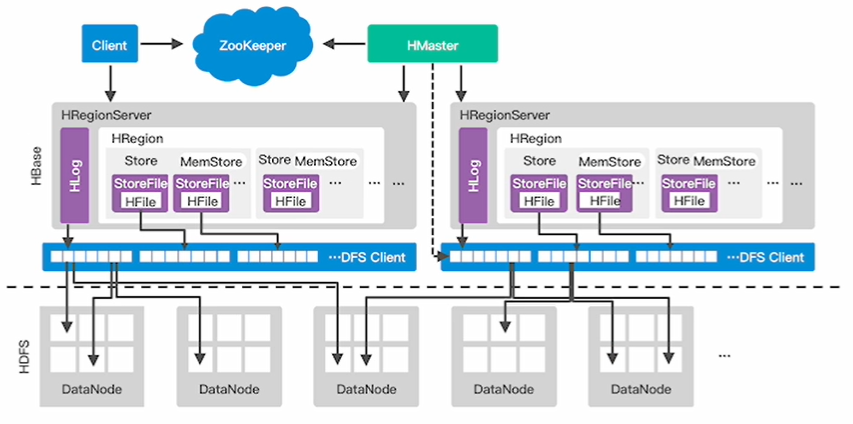 Client
ZooKeeper
HMaster
HBase
HRegionServer
HLog
HRegion
Store MemStore
StoreFile StoreFile ...
HFile HFile
Store MemStore
StoreFile
HFile
... ...
...DFS Client
HRegionServer
HLog
HRegion
Store MemStore
StoreFile StoreFile...
HFile HFile
Store MemStore
StoreFile
HFile
... ...
...DFS Client
HDFS
DataNode
DataNode
DataNode
DataNode
DataNode
...